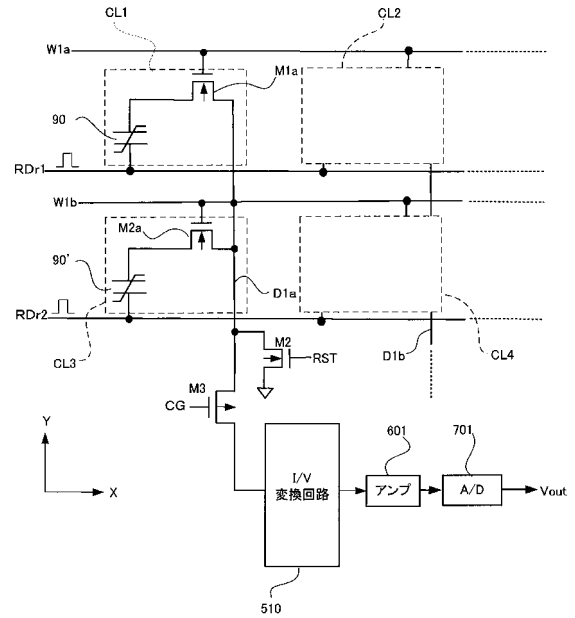 CL1
CL2
W1a
M1a
90
RDr1
W1b
M2a
90'
D1a
RDr2
CL3
M2
RST
D1b
CL4
M3
CG
Y
X
I/V
変換回路
601
アンプ
701
A/D
Vout
510